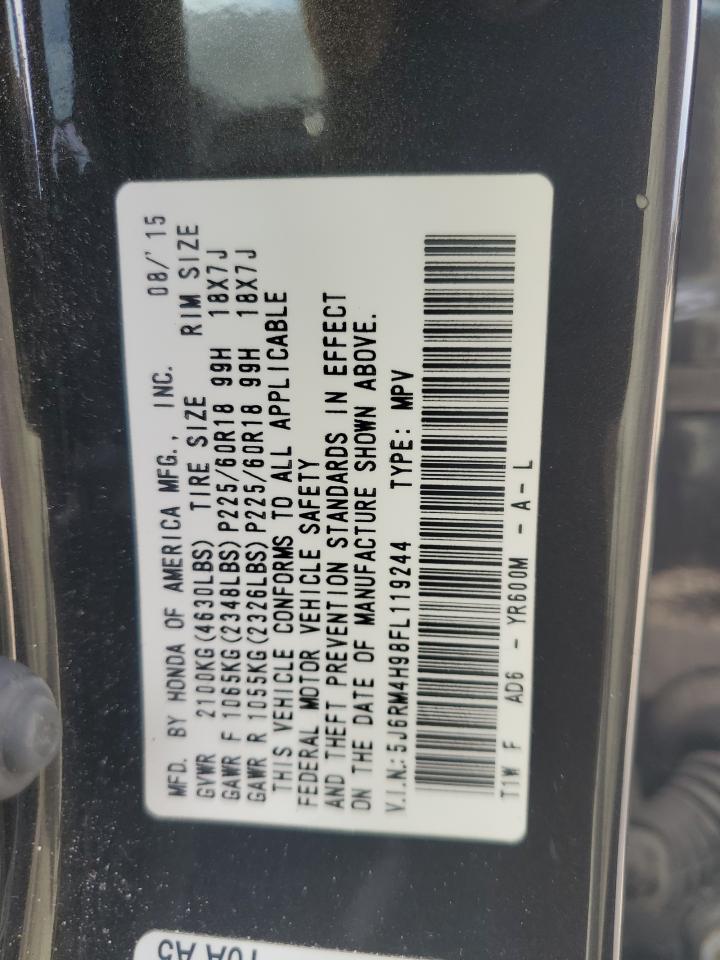 MFD. BY HONDA OF AMERICA MFG., INC. 08/'15
GVWR 2100KG(4630LBS) TIRE SIZE RIM SIZE
GAWR F 1065KG(2348LBS)P225/60R18 99H 18X7J
GAWR R 1055KG(2326LBS)P225/60R18 99H 18X7J
THIS VEHICLE CONFORMS TO ALL APPLICABLE
FEDERAL MOTOR VEHICLE SAFETY
AND THEFT PREVENTION STANDARDS IN EFFECT
ON THE DATE OF MANUFACTURE SHOWN ABOVE.
V.I.N.:5J6RM4H98FL119244 TYPE: MPV
T1W F AD6 - YR600M - A - L